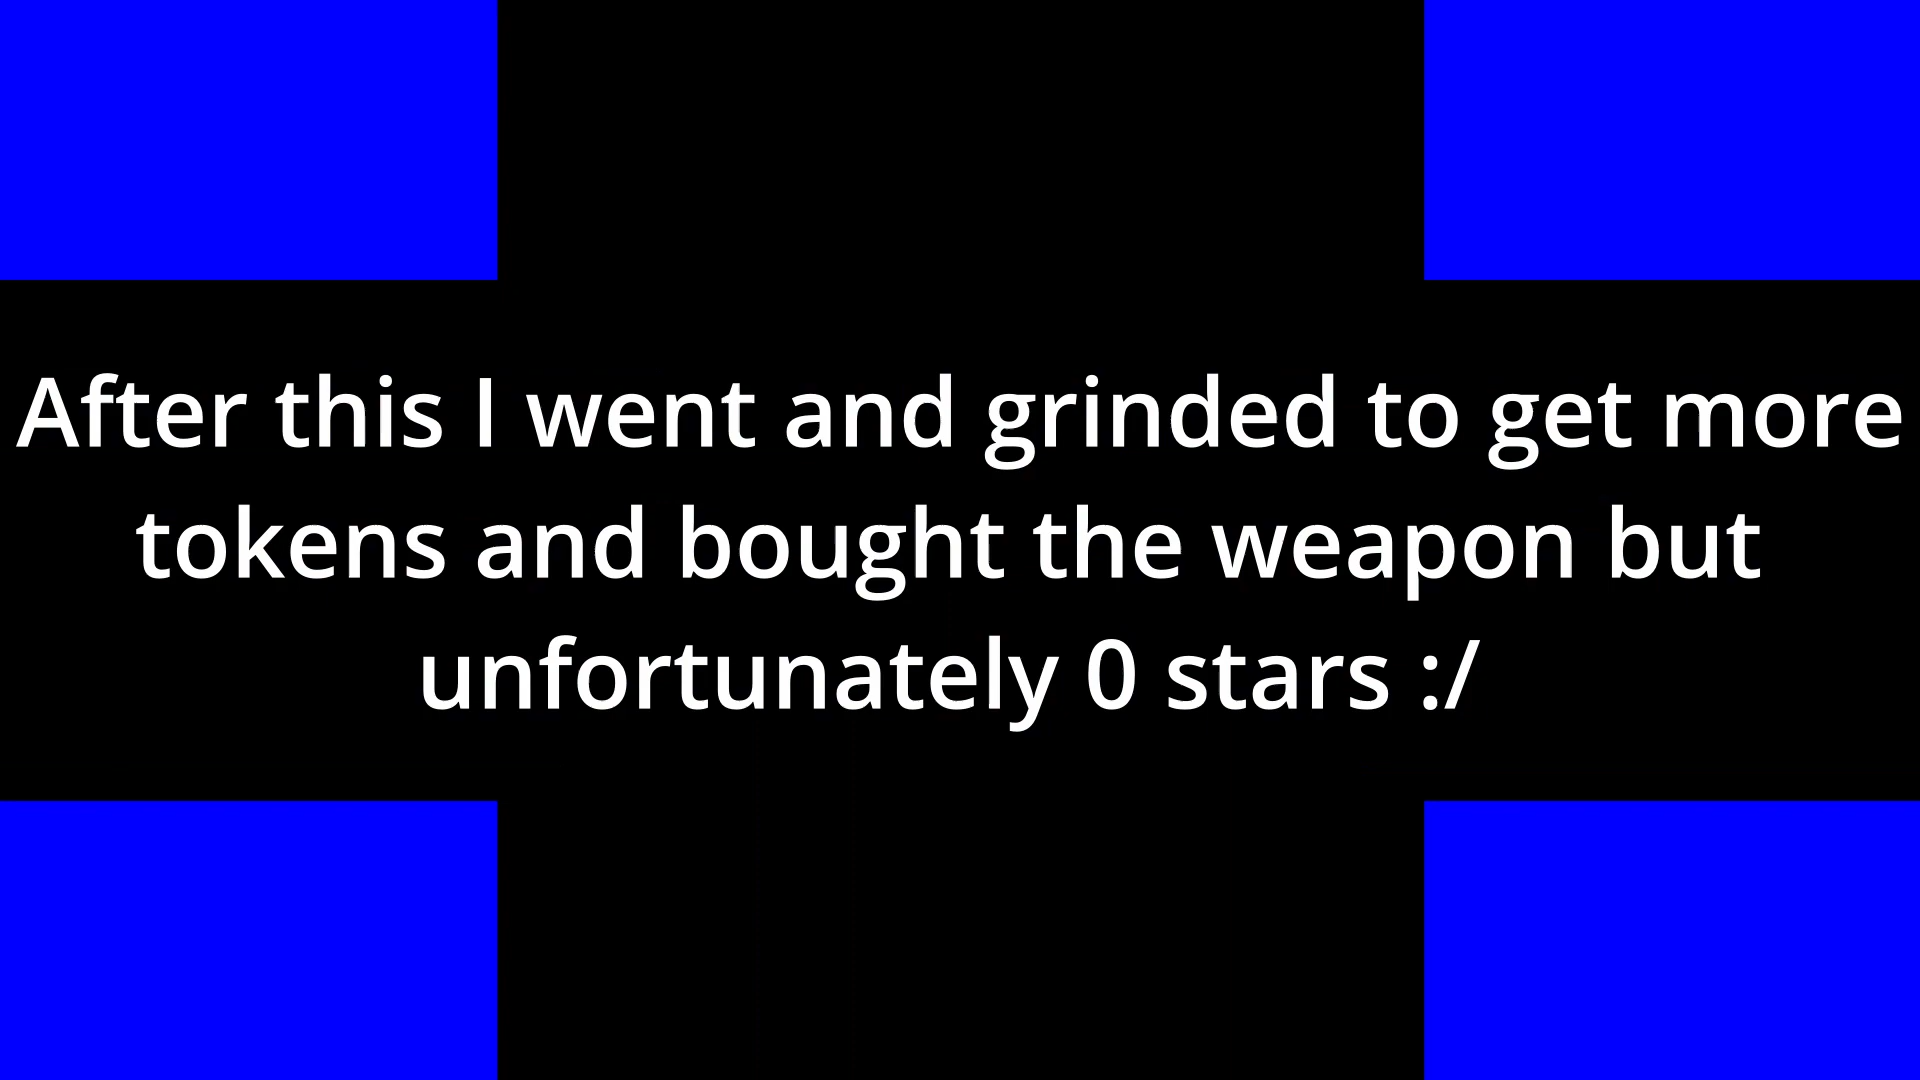 After this I went and grinded to get more
tokens and bought the weapon but
unfortunately 0 stars :/